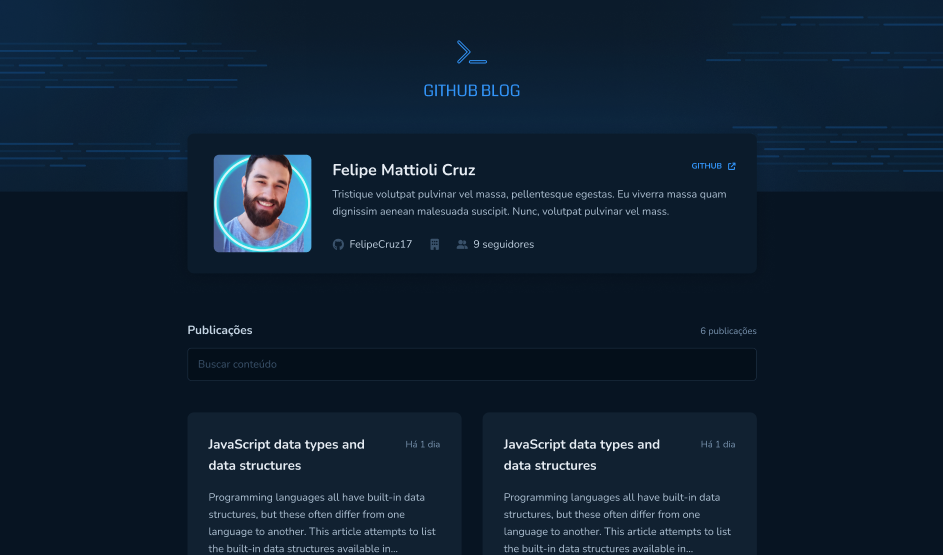 GITHUB BLOG
Felipe Mattioli Cruz
GITHUB
Tristique volutpat pulvinar vel massa, pellentesque egestas. Eu viverra massa quam
dignissim aenean malesuada suscipit. Nunc, volutpat pulvinar vel mass.
FelipeCruz17
9 seguidores
Publicações
6 publicações
Buscar conteúdo
JavaScript data types and
data structures
Há 1 dia
Programming languages all have built-in data
structures, but these often differ from one
language to another. This article attempts to list
the built-in data structures available in...
JavaScript data types and
data structures
Há 1 dia
Programming languages all have built-in data
structures, but these often differ from one
language to another. This article attempts to list
the built-in data structures available in...